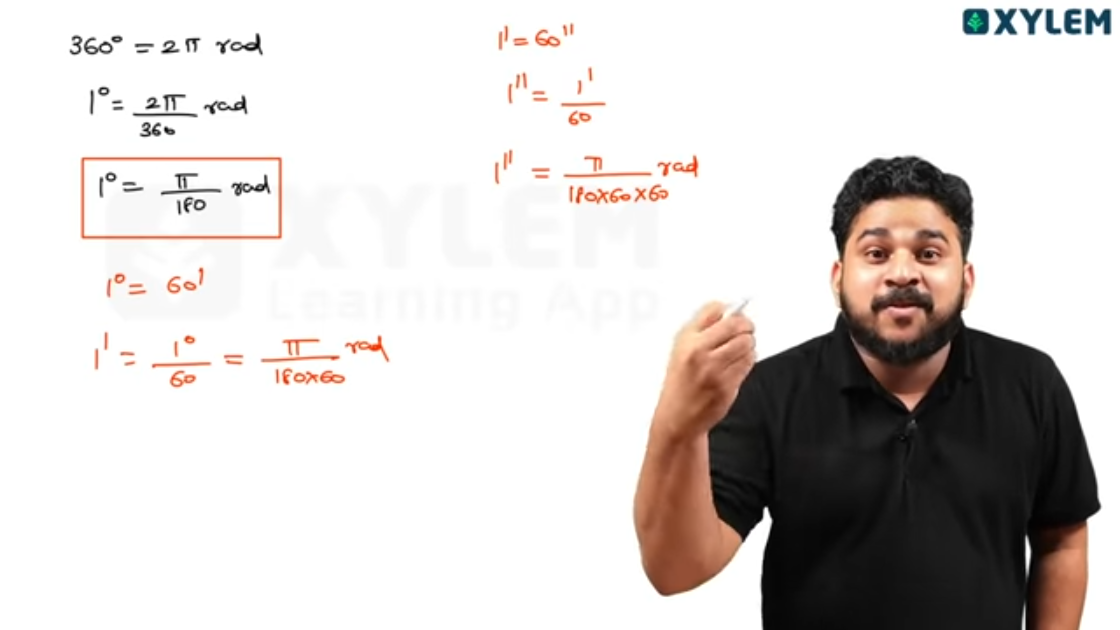 XYLEM
360° = 2π rad
1° = 2π/360 rad
1° = π/180 rad
1° = 60'
1' = 1°/60 = π/180×60 rad
1' = 60''
1'' = 1'/60
1'' = π/180×60×60 rad
XYLEM
Learning App